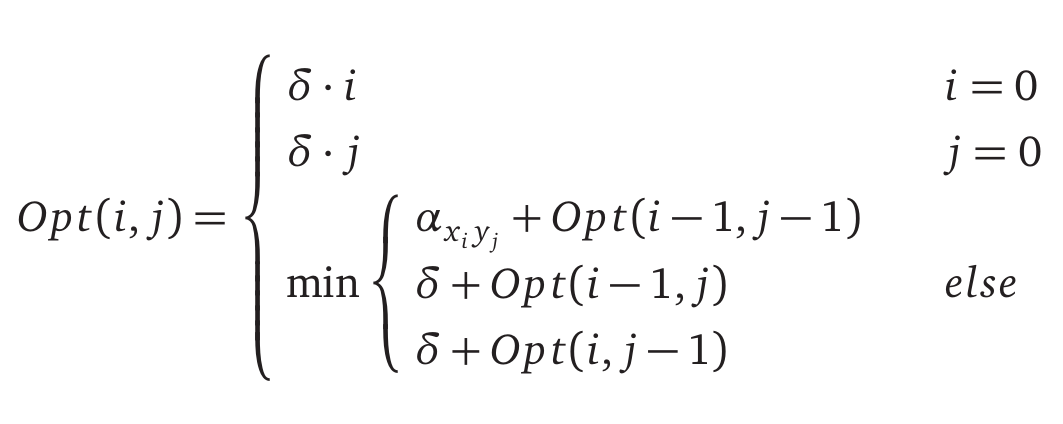 δ · i i = 0
δ · j j = 0
Opt(i, j) = min { α_{x_i y_j} + Opt(i − 1, j − 1)
δ + Opt(i − 1, j) else
δ + Opt(i, j − 1)